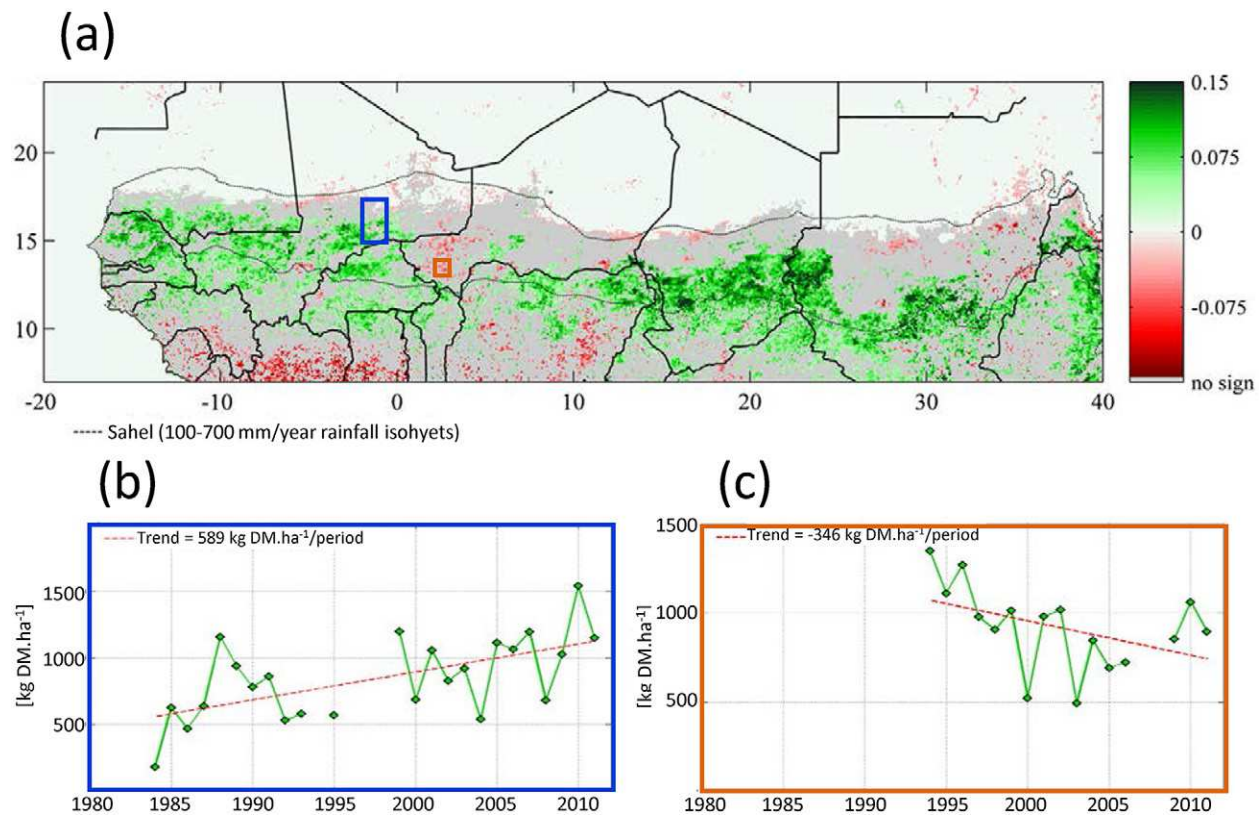 (a)
0.15
0.075
0
-0.075
no sign
20
15
10
-20 -10 0 10 20 30 40
----- Sahel (100-700 mm/year rainfall isohyets)
(b)
Trend = 589 kg DM.ha⁻¹/period
[kg DM.ha⁻¹]
1500
1000
500
1980 1985 1990 1995 2000 2005 2010
(c)
Trend = -346 kg DM.ha⁻¹/period
[kg DM.ha⁻¹]
1500
1000
500
1980 1985 1990 1995 2000 2005 2010